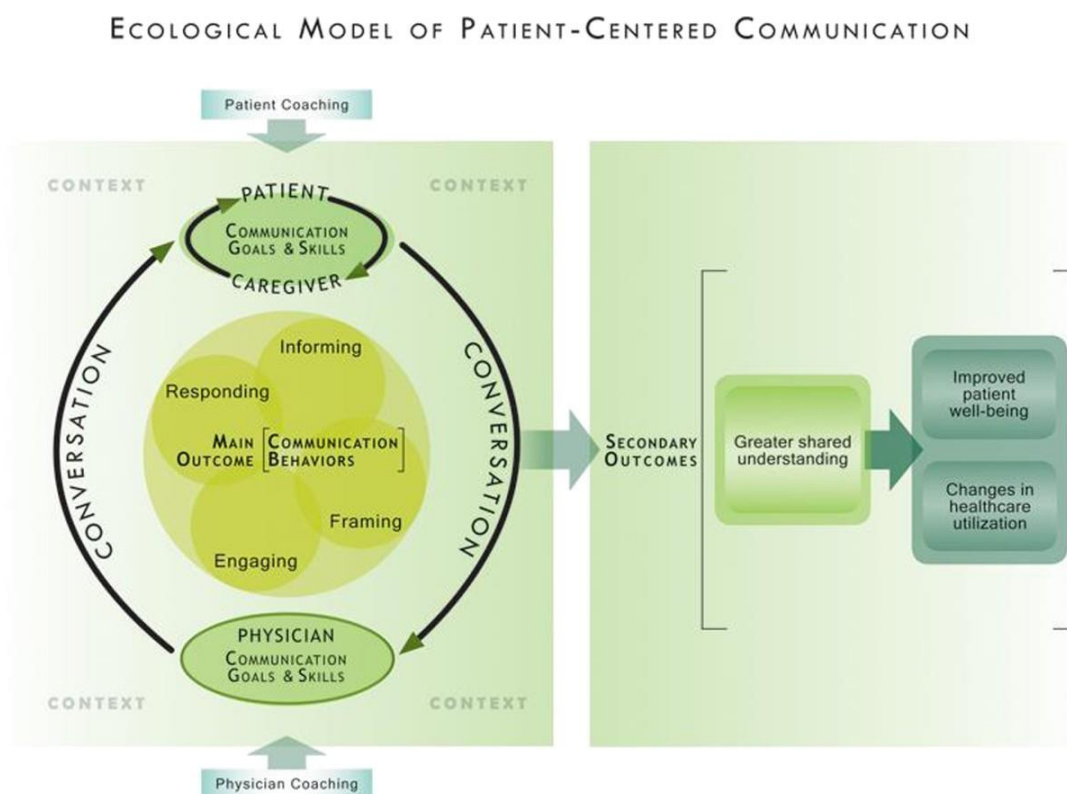 ECOLOGICAL MODEL OF PATIENT-CENTERED COMMUNICATION
Patient Coaching
CONTEXT
CONTEXT
PATIENT
COMMUNICATION
GOALS & SKILLS
CAREGIVER
CONVERSATION
CONVERSATION
Informing
Responding
MAIN
OUTCOME
[COMMUNICATION
BEHAVIORS]
Framing
Engaging
PHYSICIAN
COMMUNICATION
GOALS & SKILLS
CONTEXT
CONTEXT
Physician Coaching
SECONDARY
OUTCOMES
Greater shared
understanding
Improved
patient
well-being
Changes in
healthcare
utilization